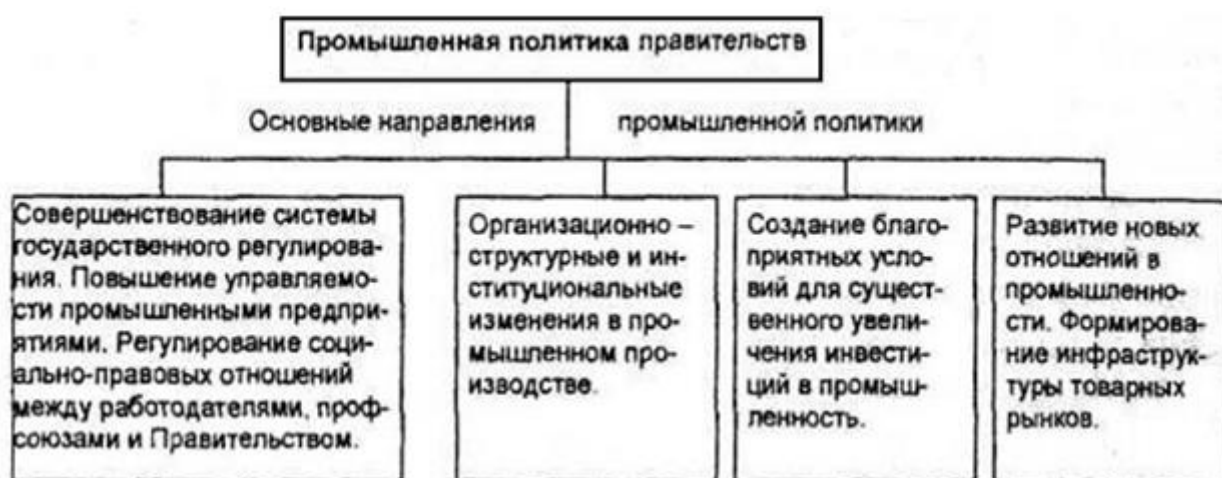 Промышленная политика правительств
Основные направления промышленной политики
Совершенствование системы
государственного регулирова-
ния. Повышение управляемо-
сти промышленными предпри-
ятиями. Регулирование соци-
ально-правовых отношений
между работодателями, проф-
союзами и Правительством.
Организационно –
структурные и ин-
ституциональные
изменения в про-
мышленном про-
изводстве.
Создание благо-
приятных усло-
вий для сущест-
венного увели-
чения инвести-
ций в промыш-
ленность.
Развитие новых
отношений в
промышленно-
сти. Формирова-
ние инфраструк-
туры товарных
рынков.